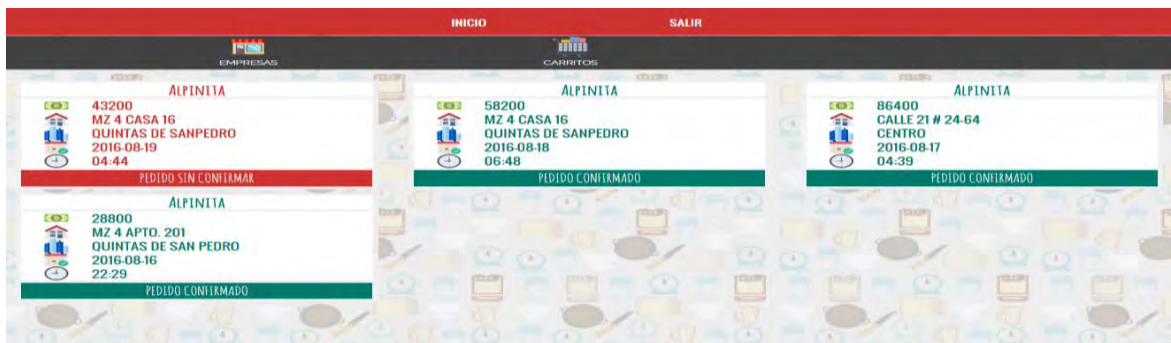 INICIO SALIR
EMPRESAS CARRITOS
ALPINITA
43200
MZ 4 CASA 16
QUINTAS DE SANPEDRO
2016-08-19
04:44
PEDIDO SIN CONFIRMAR
ALPINITA
58200
MZ 4 CASA 16
QUINTAS DE SANPEDRO
2016-08-18
06:48
PEDIDO CONFIRMADO
ALPINITA
86400
CALLE 21 # 24-64
CENTRO
2016-08-17
04:39
PEDIDO CONFIRMADO
ALPINITA
28800
MZ 4 APTO. 201
QUINTAS DE SAN PEDRO
2016-08-16
22:29
PEDIDO CONFIRMADO